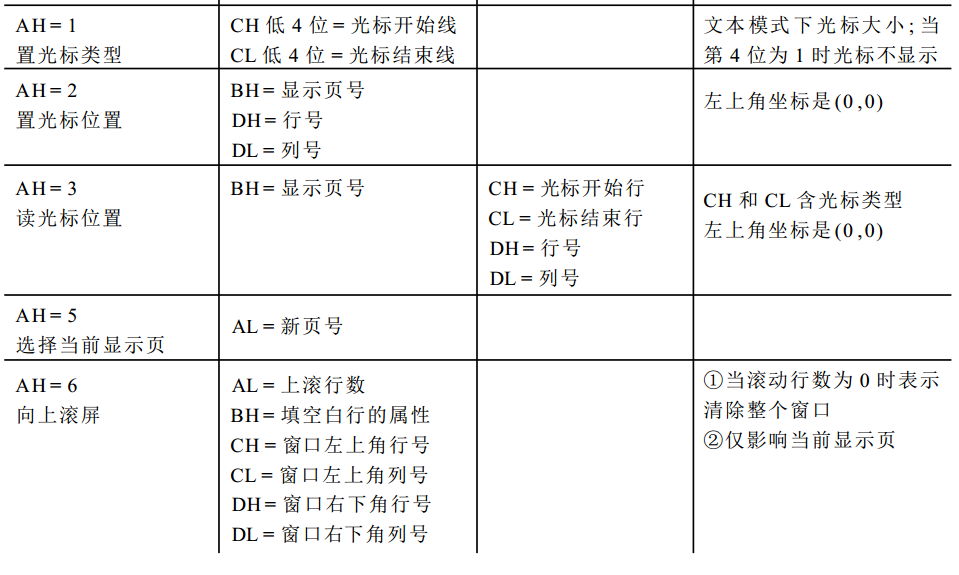 AH=1
置光标类型
CH 低 4 位=光标开始线
CL 低 4 位=光标结束线
文本模式下光标大小;当
第 4 位为 1 时光标不显示
AH=2
置光标位置
BH=显示页号
DH=行号
DL=列号
左上角坐标是(0,0)
AH=3
读光标位置
BH=显示页号
CH=光标开始行
CL=光标结束行
DH=行号
DL=列号
CH 和 CL 含光标类型
左上角坐标是(0,0)
AH=5
选择当前显示页
AL=新页号
AH=6
向上滚屏
AL=上滚行数
BH=填空白行的属性
CH=窗口左上角行号
CL=窗口左上角列号
DH=窗口右下角行号
DL=窗口右下角列号
①当滚动行数为 0 时表示
清除整个窗口
②仅影响当前显示页